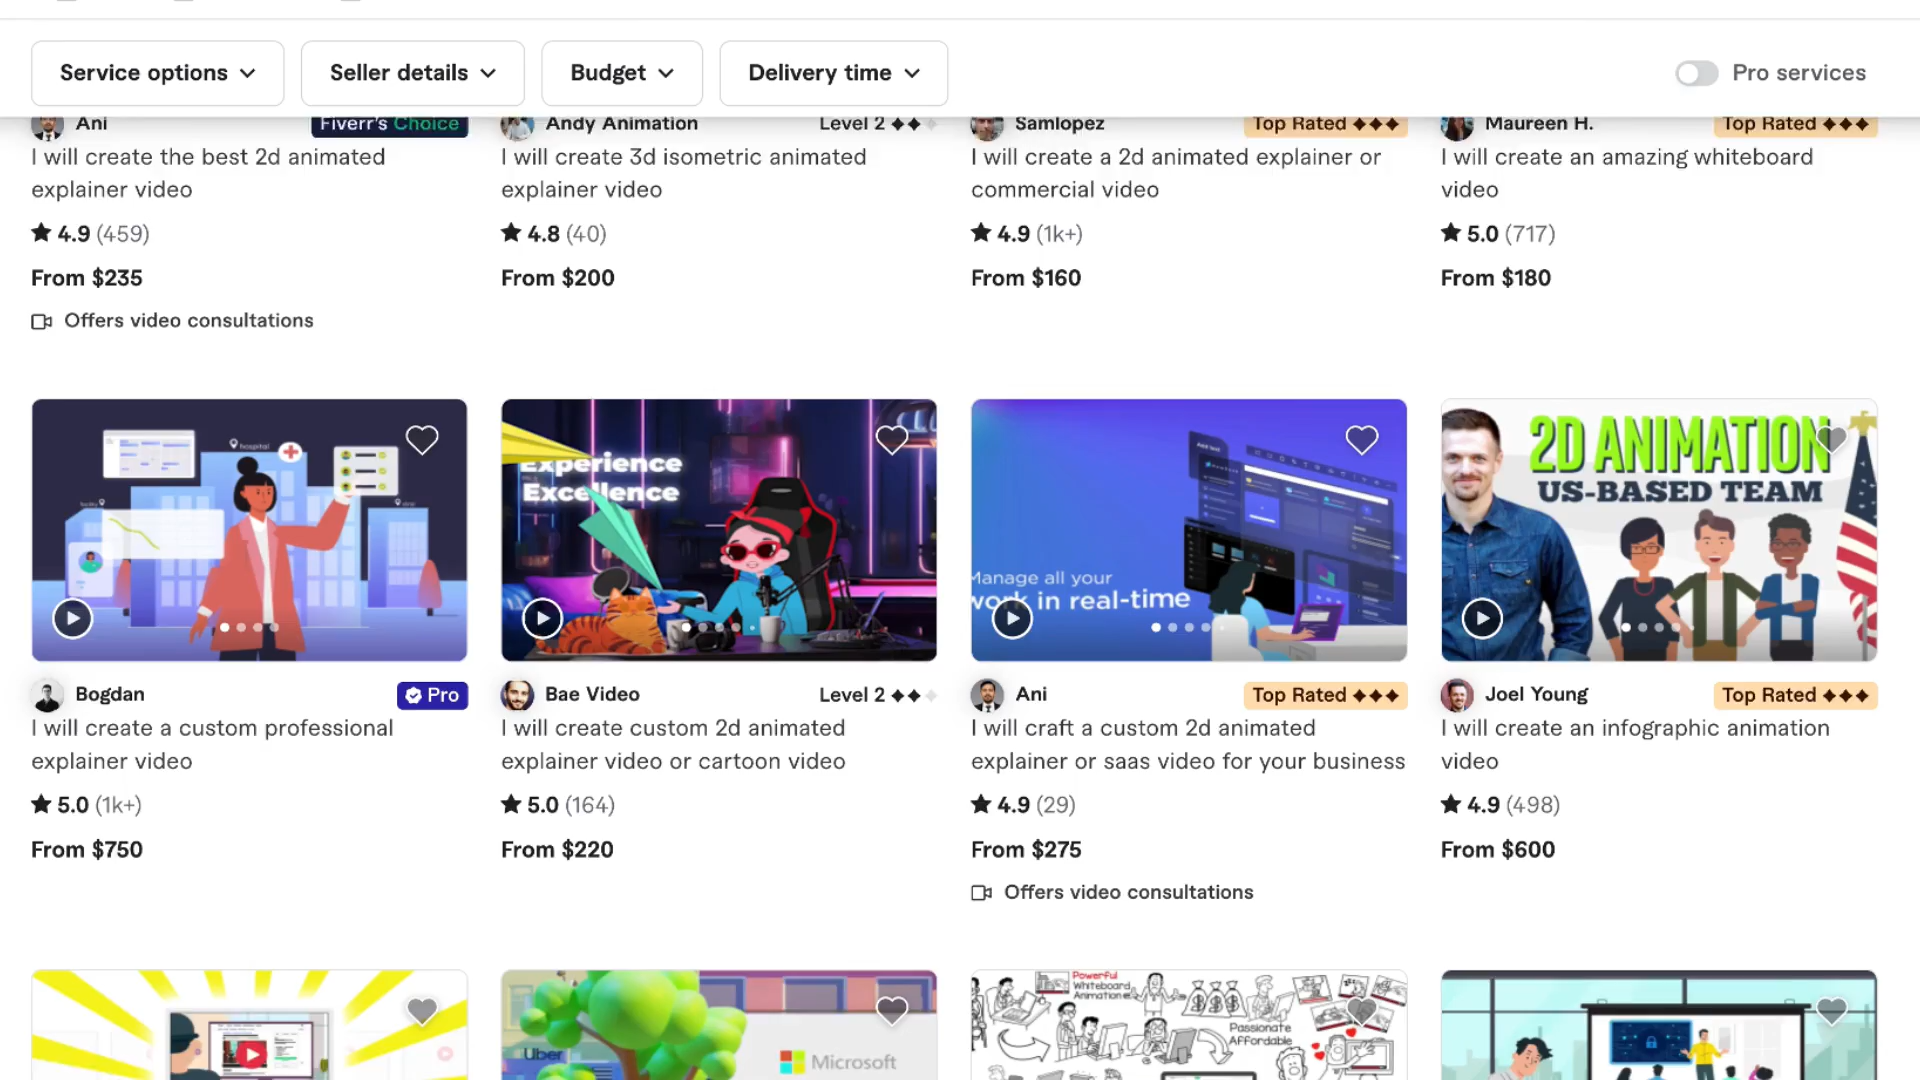 Service options
Seller details
Budget
Delivery time
Pro services
Ani
Fiverr's Choice
Andy Animation
Level 2
Samlopez
Top Rated
Maureen H.
Top Rated
I will create the best 2d animated
explainer video
I will create 3d isometric animated
explainer video
I will create a 2d animated explainer or
commercial video
I will create an amazing whiteboard
video
4.9 (459)
4.8 (40)
4.9 (1k+)
5.0 (717)
From $235
From $200
From $160
From $180
Offers video consultations
hospital
Experience
Excellence
Manage all your
work in real-time
2D ANIMATION
US-BASED TEAM
Bogdan
Pro
Bae Video
Level 2
Ani
Top Rated
Joel Young
Top Rated
I will create a custom professional
explainer video
I will create custom 2d animated
explainer video or cartoon video
I will craft a custom 2d animated
explainer or saas video for your business
I will create an infographic animation
video
5.0 (1k+)
5.0 (164)
4.9 (29)
4.9 (498)
From $750
From $220
From $275
From $600
Offers video consultations
Uber
Microsoft
Powerful
Whiteboard
Animation
Passionate
Affordable